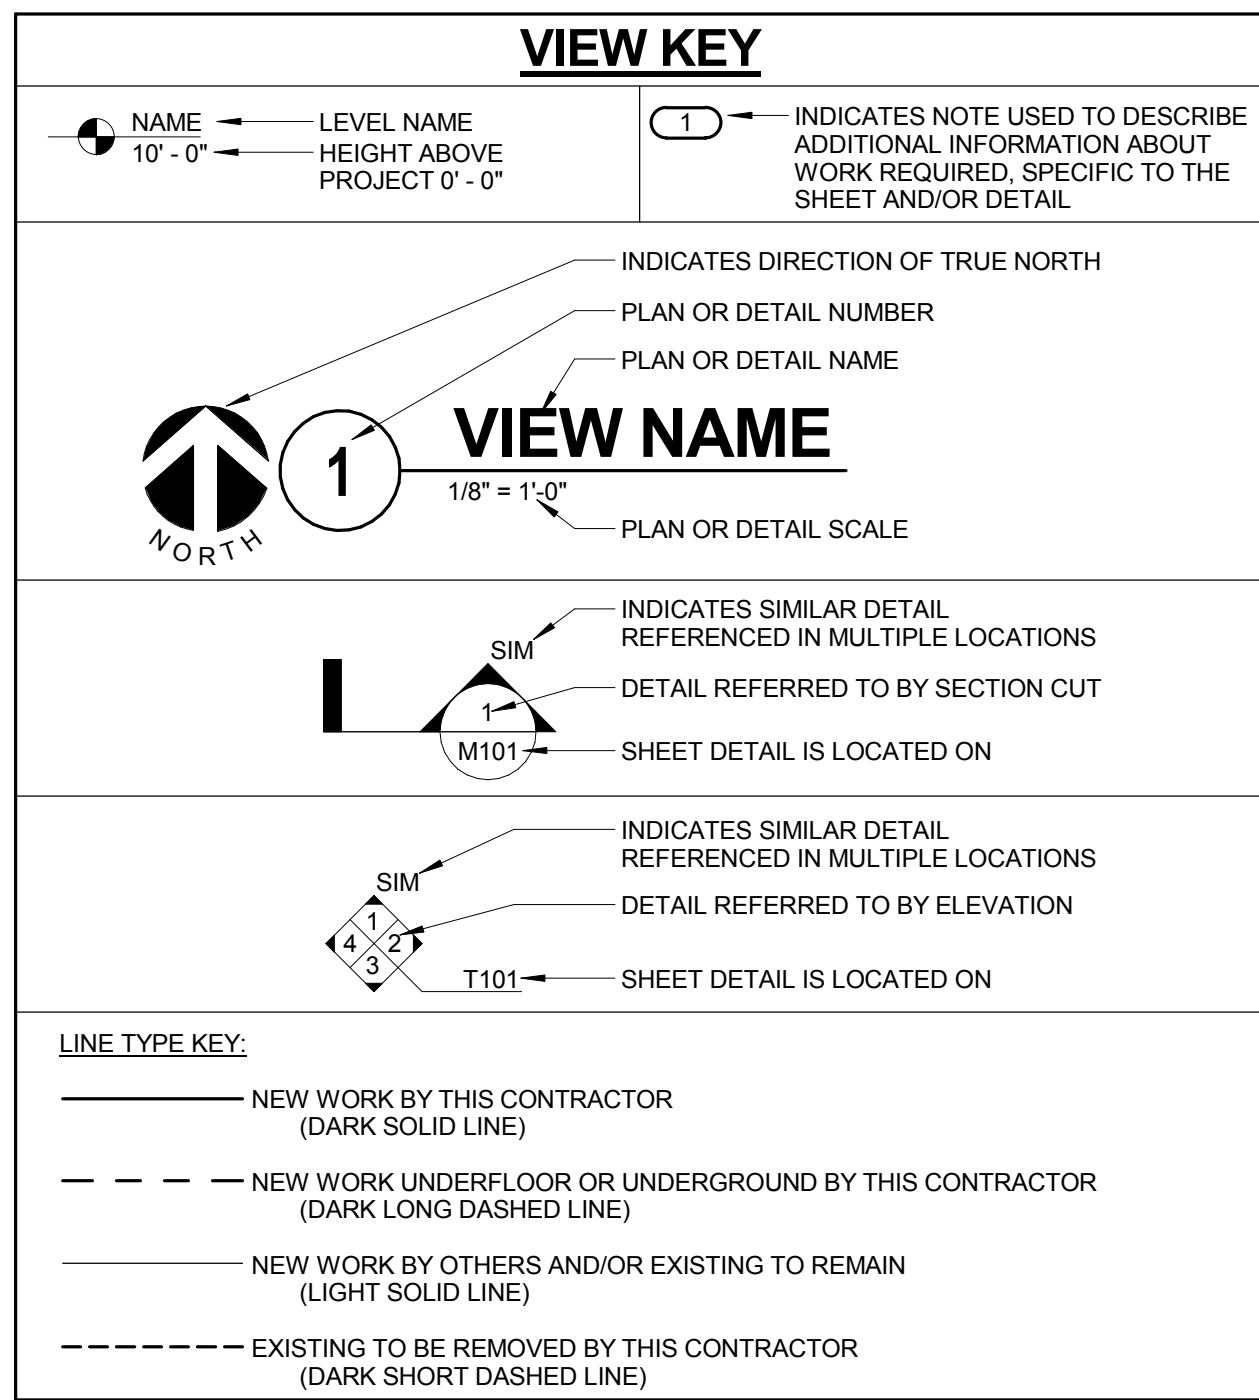 VIEW KEY
NAME
10' - 0"
LEVEL NAME
HEIGHT ABOVE
PROJECT 0' - 0"
1
INDICATES NOTE USED TO DESCRIBE
ADDITIONAL INFORMATION ABOUT
WORK REQUIRED, SPECIFIC TO THE
SHEET AND/OR DETAIL
INDICATES DIRECTION OF TRUE NORTH
PLAN OR DETAIL NUMBER
PLAN OR DETAIL NAME
NORTH
1
VIEW NAME
1/8" = 1'-0"
PLAN OR DETAIL SCALE
INDICATES SIMILAR DETAIL
REFERENCED IN MULTIPLE LOCATIONS
SIM
1
DETAIL REFERRED TO BY SECTION CUT
M101
SHEET DETAIL IS LOCATED ON
INDICATES SIMILAR DETAIL
REFERENCED IN MULTIPLE LOCATIONS
SIM
1
4 2
3
DETAIL REFERRED TO BY ELEVATION
T101
SHEET DETAIL IS LOCATED ON
LINE TYPE KEY:
NEW WORK BY THIS CONTRACTOR
(DARK SOLID LINE)
NEW WORK UNDERFLOOR OR UNDERGROUND BY THIS CONTRACTOR
(DARK LONG DASHED LINE)
NEW WORK BY OTHERS AND/OR EXISTING TO REMAIN
(LIGHT SOLID LINE)
EXISTING TO BE REMOVED BY THIS CONTRACTOR
(DARK SHORT DASHED LINE)